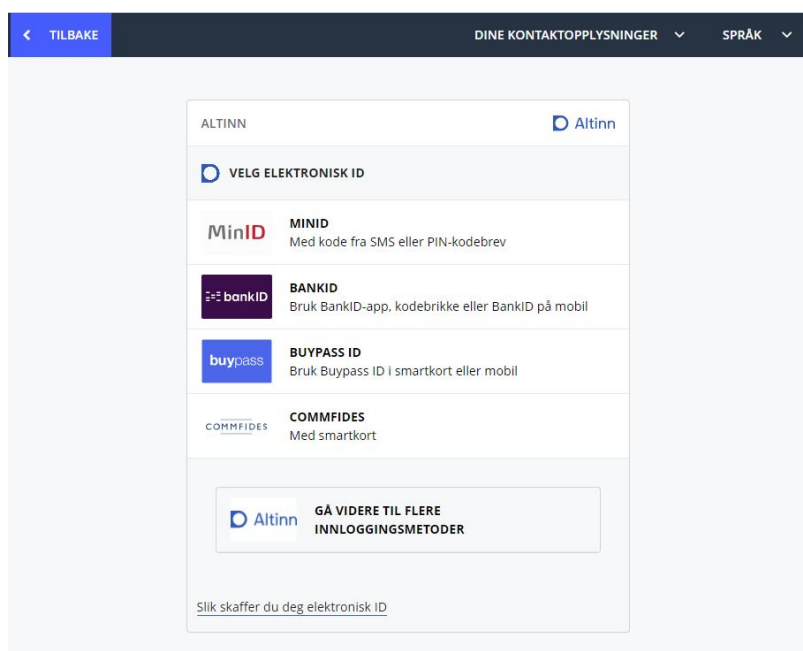 TILBAKE
DINE KONTAKTOPPLYSNINGER
SPRÅK
ALTINN
Altinn
VELG ELEKTRONISK ID
MinID
MINID
Med kode fra SMS eller PIN-kodebrev
bankID
BANKID
Bruk BankID-app, kodebrikke eller BankID på mobil
buypass
BUYPASS ID
Bruk Buypass ID i smartkort eller mobil
COMMFIDES
COMMFIDES
Med smartkort
Altinn
GÅ VIDERE TIL FLERE
INNLOGGINGSMETODER
Slik skaffer du deg elektronisk ID